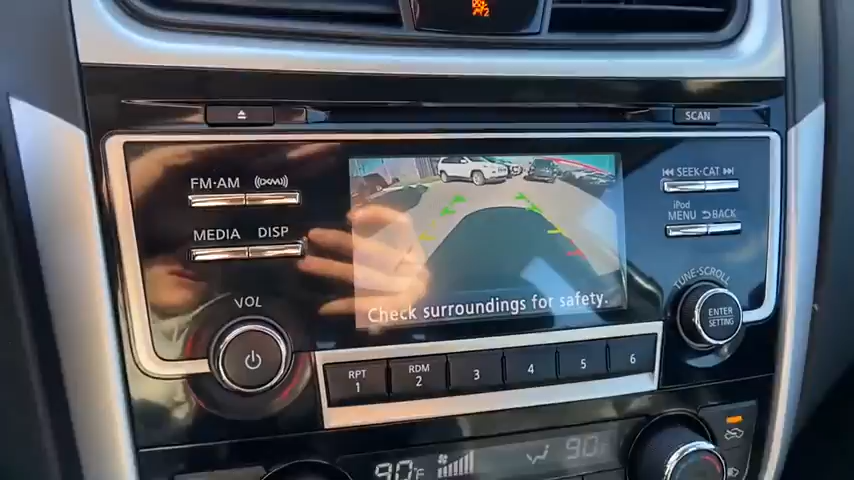 SCAN
FM·AM
SEEK·CAT
iPod
MENU BACK
MEDIA DISP
TUNE·SCROLL
VOL
ENTER
SETTING
Check surroundings for safety.
RPT
1
RDM
2
3
4
5
6
90°F
90